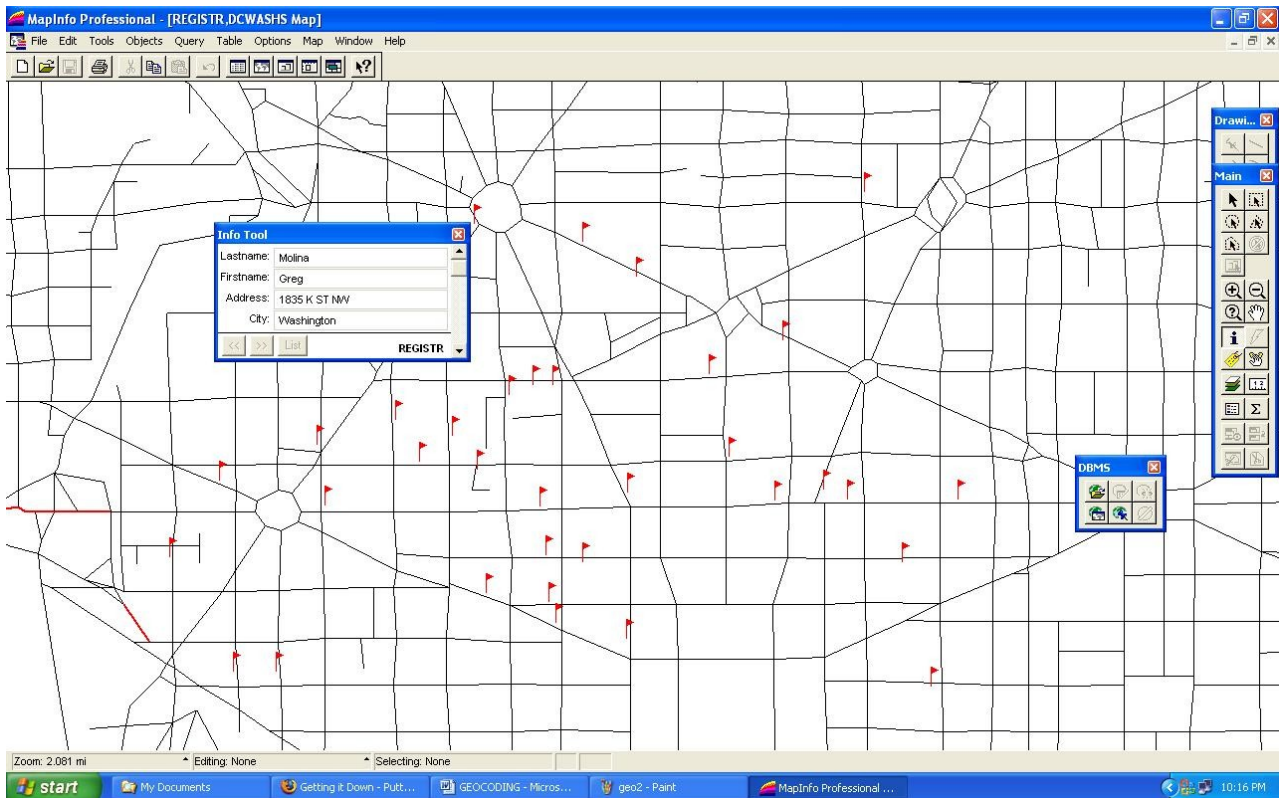 MapInfo Professional - [REGISTR,DCWASHS Map]
File Edit Tools Objects Query Table Options Map Window Help
Drawi...
Main
Info Tool
Lastname: Molina
Firstname: Greg
Address: 1835 K ST NW
City: Washington
<< >> List REGISTR
DBMS
Zoom: 2.081 mi Editing: None Selecting: None
start My Documents Getting it Down - Putt... GEOCODING - Micros... geo2 - Paint MapInfo Professional ... 10:16 PM